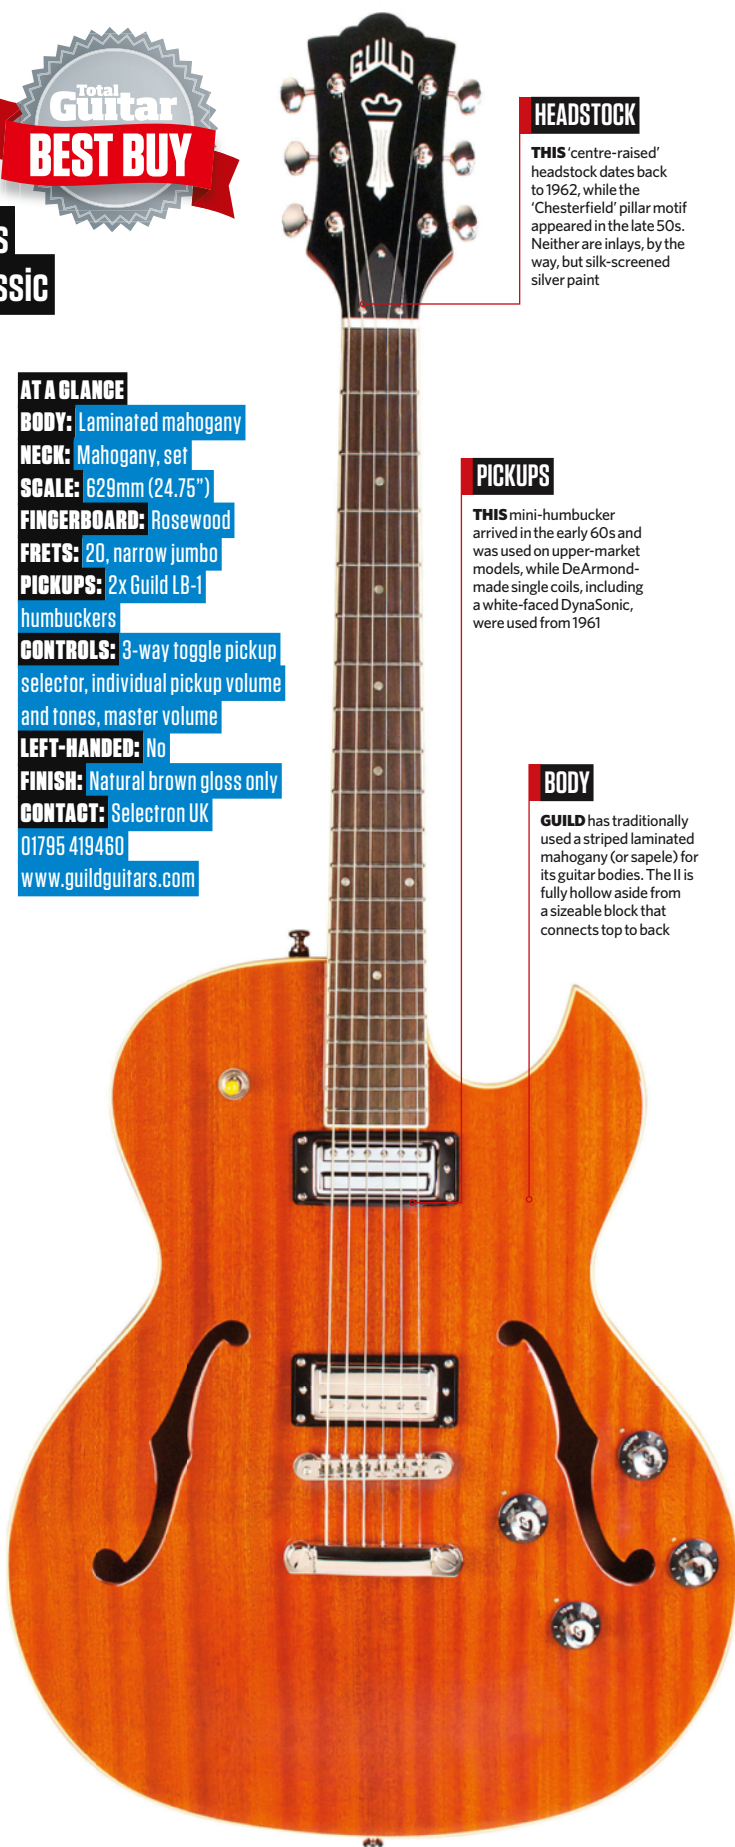 GUILD
Total
Guitar
BEST BUY
s
ssic
HEADSTOCK
THIS ‘centre-raised’
headstock dates back
to 1962, while the
‘Chesterfield’ pillar motif
appeared in the late 50s.
Neither are inlays, by the
way, but silk-screened
silver paint
AT A GLANCE
BODY: Laminated mahogany
NECK: Mahogany, set
SCALE: 629mm (24.75”)
FINGERBOARD: Rosewood
FRETS: 20, narrow jumbo
PICKUPS: 2x Guild LB-1
humbuckers
CONTROLS: 3-way toggle pickup
selector, individual pickup volume
and tones, master volume
LEFT-HANDED: No
FINISH: Natural brown gloss only
CONTACT: Selectron UK
01795 419460
www.guildguitars.com
PICKUPS
THIS mini-humbucker
arrived in the early 60s and
was used on upper-market
models, while DeArmond-
made single coils, including
a white-faced DynaSonic,
were used from 1961
BODY
GUILD has traditionally
used a striped laminated
mahogany (or sapele) for
its guitar bodies. The II is
fully hollow aside from
a sizeable block that
connects top to back